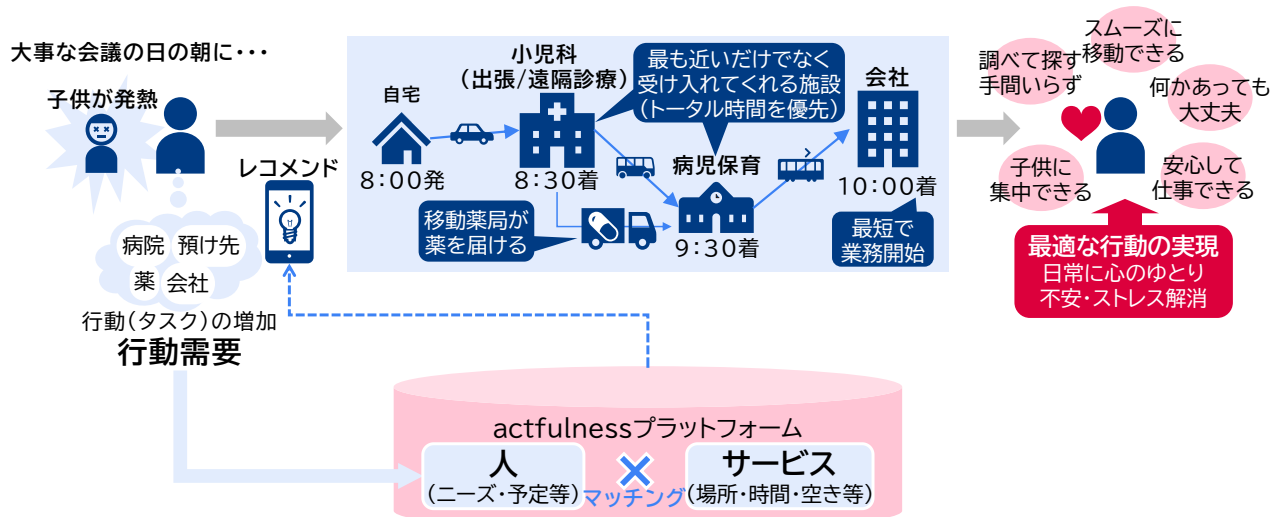 大事な会議の日の朝に・・・
子供が発熱
レコメンド
病院
預け先
薬
会社
行動(タスク)の増加
行動需要
自宅
8:00発
小児科
(出張/遠隔診療)
8:30着
最も近いだけでなく
受け入れてくれる施設
(トータル時間を優先)
移動薬局が
薬を届ける
病児保育
9:30着
会社
10:00着
最短で
業務開始
スムーズに
移動できる
調べて探す
手間いらず
何かあっても
大丈夫
子供に
集中できる
安心して
仕事できる
最適な行動の実現
日常に心のゆとり
不安・ストレス解消
actfulnessプラットフォーム
人
(ニーズ・予定等)
マッチング
サービス
(場所・時間・空き等)